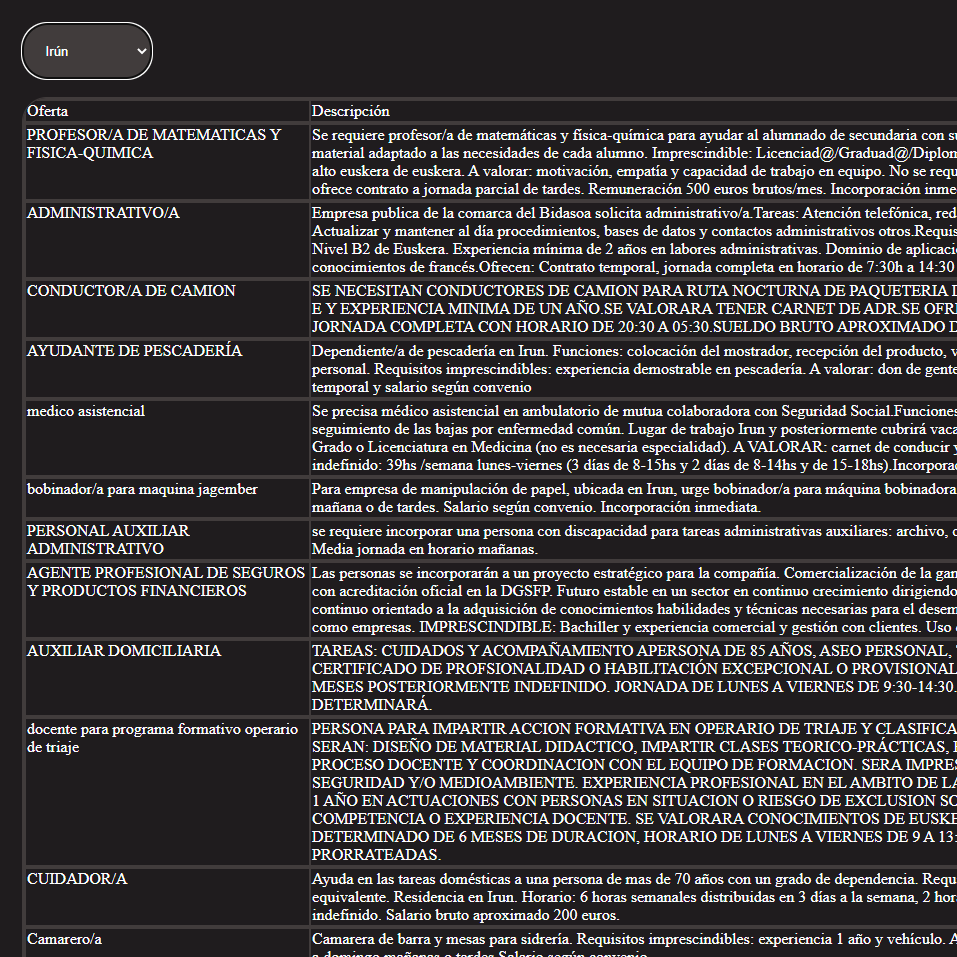 Irún
Oferta Descripción
PROFESOR/A DE MATEMATICAS Y
FISICA-QUIMICA
Se requiere profesor/a de matemáticas y física-química para ayudar al alumnado de secundaria con
material adaptado a las necesidades de cada alumno. Imprescindible: Licenciad@/Graduad@/Diplom
alto euskera de euskera. A valorar: motivación, empatía y capacidad de trabajo en equipo. No se requ
ofrece contrato a jornada parcial de tardes. Remuneración 500 euros brutos/mes. Incorporación inme
ADMINISTRATIVO/A
Empresa publica de la comarca del Bidasoa solicita administrativo/a.Tareas: Atención telefónica, red
Actualizar y mantener al día procedimientos, bases de datos y contactos administrativos otros.Requis
Nivel B2 de Euskera. Experiencia mínima de 2 años en labores administrativas. Dominio de aplicaci
conocimientos de francés.Ofrecen: Contrato temporal, jornada completa en horario de 7:30h a 14:30
CONDUCTOR/A DE CAMION
SE NECESITAN CONDUCTORES DE CAMION PARA RUTA NOCTURNA DE PAQUETERIA
E Y EXPERIENCIA MINIMA DE UN AÑO.SE VALORARA TENER CARNET DE ADR.SE OFR
JORNADA COMPLETA CON HORARIO DE 20:30 A 05:30.SUELDO BRUTO APROXIMADO D
AYUDANTE DE PESCADERÍA
Dependiente/a de pescadería en Irun. Funciones: colocación del mostrador, recepción del producto, v
personal. Requisitos imprescindibles: experiencia demostrable en pescadería. A valorar: don de gente
temporal y salario según convenio
medico asistencial
Se precisa médico asistencial en ambulatorio de mutua colaboradora con Seguridad Social.Funciones
seguimiento de las bajas por enfermedad común. Lugar de trabajo Irun y posteriormente cubrirá vaca
Grado o Licenciatura en Medicina (no es necesaria especialidad). A VALORAR: carnet de conducir y
indefinido: 39hs /semana lunes-viernes (3 días de 8-15hs y 2 días de 8-14hs y de 15-18hs).Incorporac
bobinador/a para maquina jagember
Para empresa de manipulación de papel, ubicada en Irun, urge bobinador/a para máquina bobinadora
mañana o de tardes. Salario según convenio. Incorporación inmediata.
PERSONAL AUXILIAR
ADMINISTRATIVO
se requiere incorporar una persona con discapacidad para tareas administrativas auxiliares: archivo,
Media jornada en horario mañanas.
AGENTE PROFESIONAL DE SEGUROS
Y PRODUCTOS FINANCIEROS
Las personas se incorporarán a un proyecto estratégico para la compañía. Comercialización de la gam
con acreditación oficial en la DGSFP. Futuro estable en un sector en continuo crecimiento dirigiendo
continuo orientado a la adquisición de conocimientos habilidades y técnicas necesarias para el desem
como empresas. IMPRESCINDIBLE: Bachiller y experiencia comercial y gestión con clientes. Uso
AUXILIAR DOMICILIARIA
TAREAS: CUIDADOS Y ACOMPAÑAMIENTO APERSONA DE 85 AÑOS, ASEO PERSONAL,
CERTIFICADO DE PROFSIONALIDAD O HABILITACIÓN EXCEPCIONAL O PROVISIONAL
MESES POSTERIORMENTE INDEFINIDO. JORNADA DE LUNES A VIERNES DE 9:30-14:30.
DETERMINARÁ.
docente para programa formativo operario
de triaje
PERSONA PARA IMPARTIR ACCION FORMATIVA EN OPERARIO DE TRIAJE Y CLASIFICA
SERAN: DISEÑO DE MATERIAL DIDACTICO, IMPARTIR CLASES TEORICO-PRÁCTICAS,
PROCESO DOCENTE Y COORDINACION CON EL EQUIPO DE FORMACION. SERA IMPRES
SEGURIDAD Y/O MEDIOAMBIENTE. EXPERIENCIA PROFESIONAL EN EL AMBITO DE LA
1 AÑO EN ACTUACIONES CON PERSONAS EN SITUACION O RIESGO DE EXCLUSION SO
COMPETENCIA O EXPERIENCIA DOCENTE. SE VALORARA CONOCIMIENTOS DE EUSKE
DETERMINADO DE 6 MESES DE DURACION, HORARIO DE LUNES A VIERNES DE 9 A 13:
PRORRATEADAS.
CUIDADOR/A
Ayuda en las tareas domésticas a una persona de mas de 70 años con un grado de dependencia. Requ
equivalente. Residencia en Irun. Horario: 6 horas semanales distribuidas en 3 días a la semana, 2 hor
indefinido. Salario bruto aproximado 200 euros.
Camarero/a
Camarera de barra y mesas para sidrería. Requisitos imprescindibles: experiencia 1 año y vehículo. A
a domingo mañanas o tardes Salario según convenio